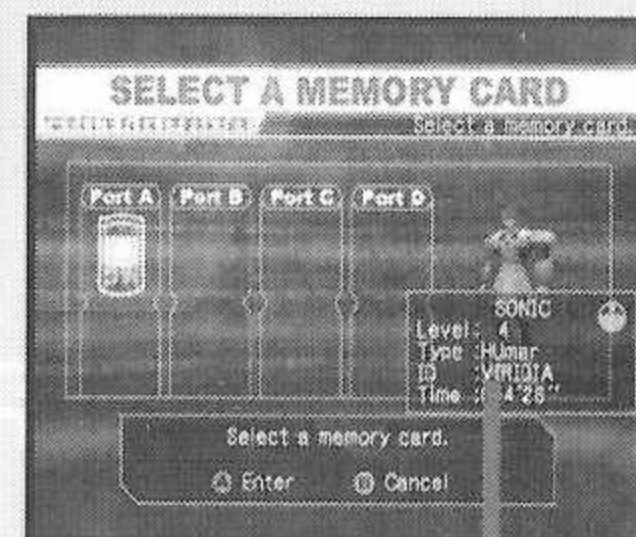 SELECT A MEMORY CARD
Select a memory card.
Port A Port B Port C Port D
SONIC
Level: 4
Type :HUmar
ID :VIRIDIA
Time :
Select a memory card.
A Enter B Cancel